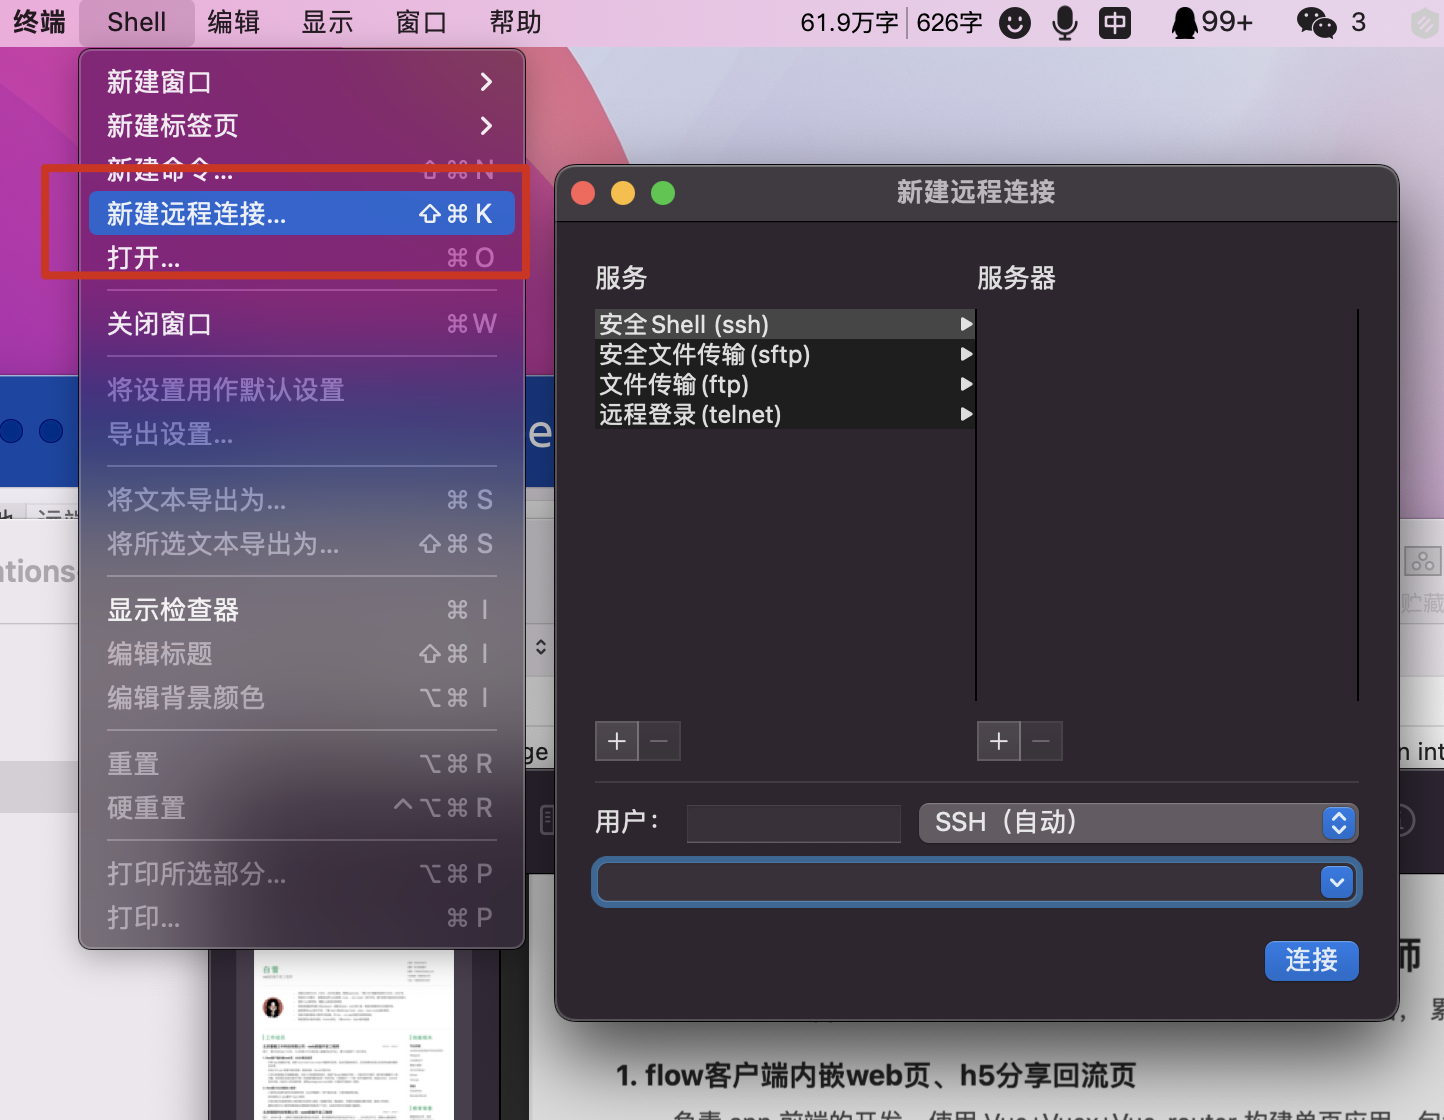 终端 Shell 编辑 显示 窗口 帮助 61.9万字 626字 中 99+ 3
新建窗口
新建标签页
新建命令... ⇧⌘N
新建远程连接... ⇧⌘K
打开... ⌘O
关闭窗口 ⌘W
将设置用作默认设置
导出设置...
将文本导出为... ⌘S
将所选文本导出为... ⇧⌘S
显示检查器 ⌘I
编辑标题 ⇧⌘I
编辑背景颜色 ⌥⌘I
重置 ⌥⌘R
硬重置 ^⌥⌘R
打印所选部分... ⌥⌘P
打印... ⌘P
新建远程连接
服务
服务器
安全 Shell (ssh)
安全文件传输 (sftp)
文件传输 (ftp)
远程登录 (telnet)
+ −
+ −
用户：
SSH（自动）
连接
e
ations
贮藏
ge
n int
师
累
白雪
1. flow客户端内嵌web页、h5分享回流页